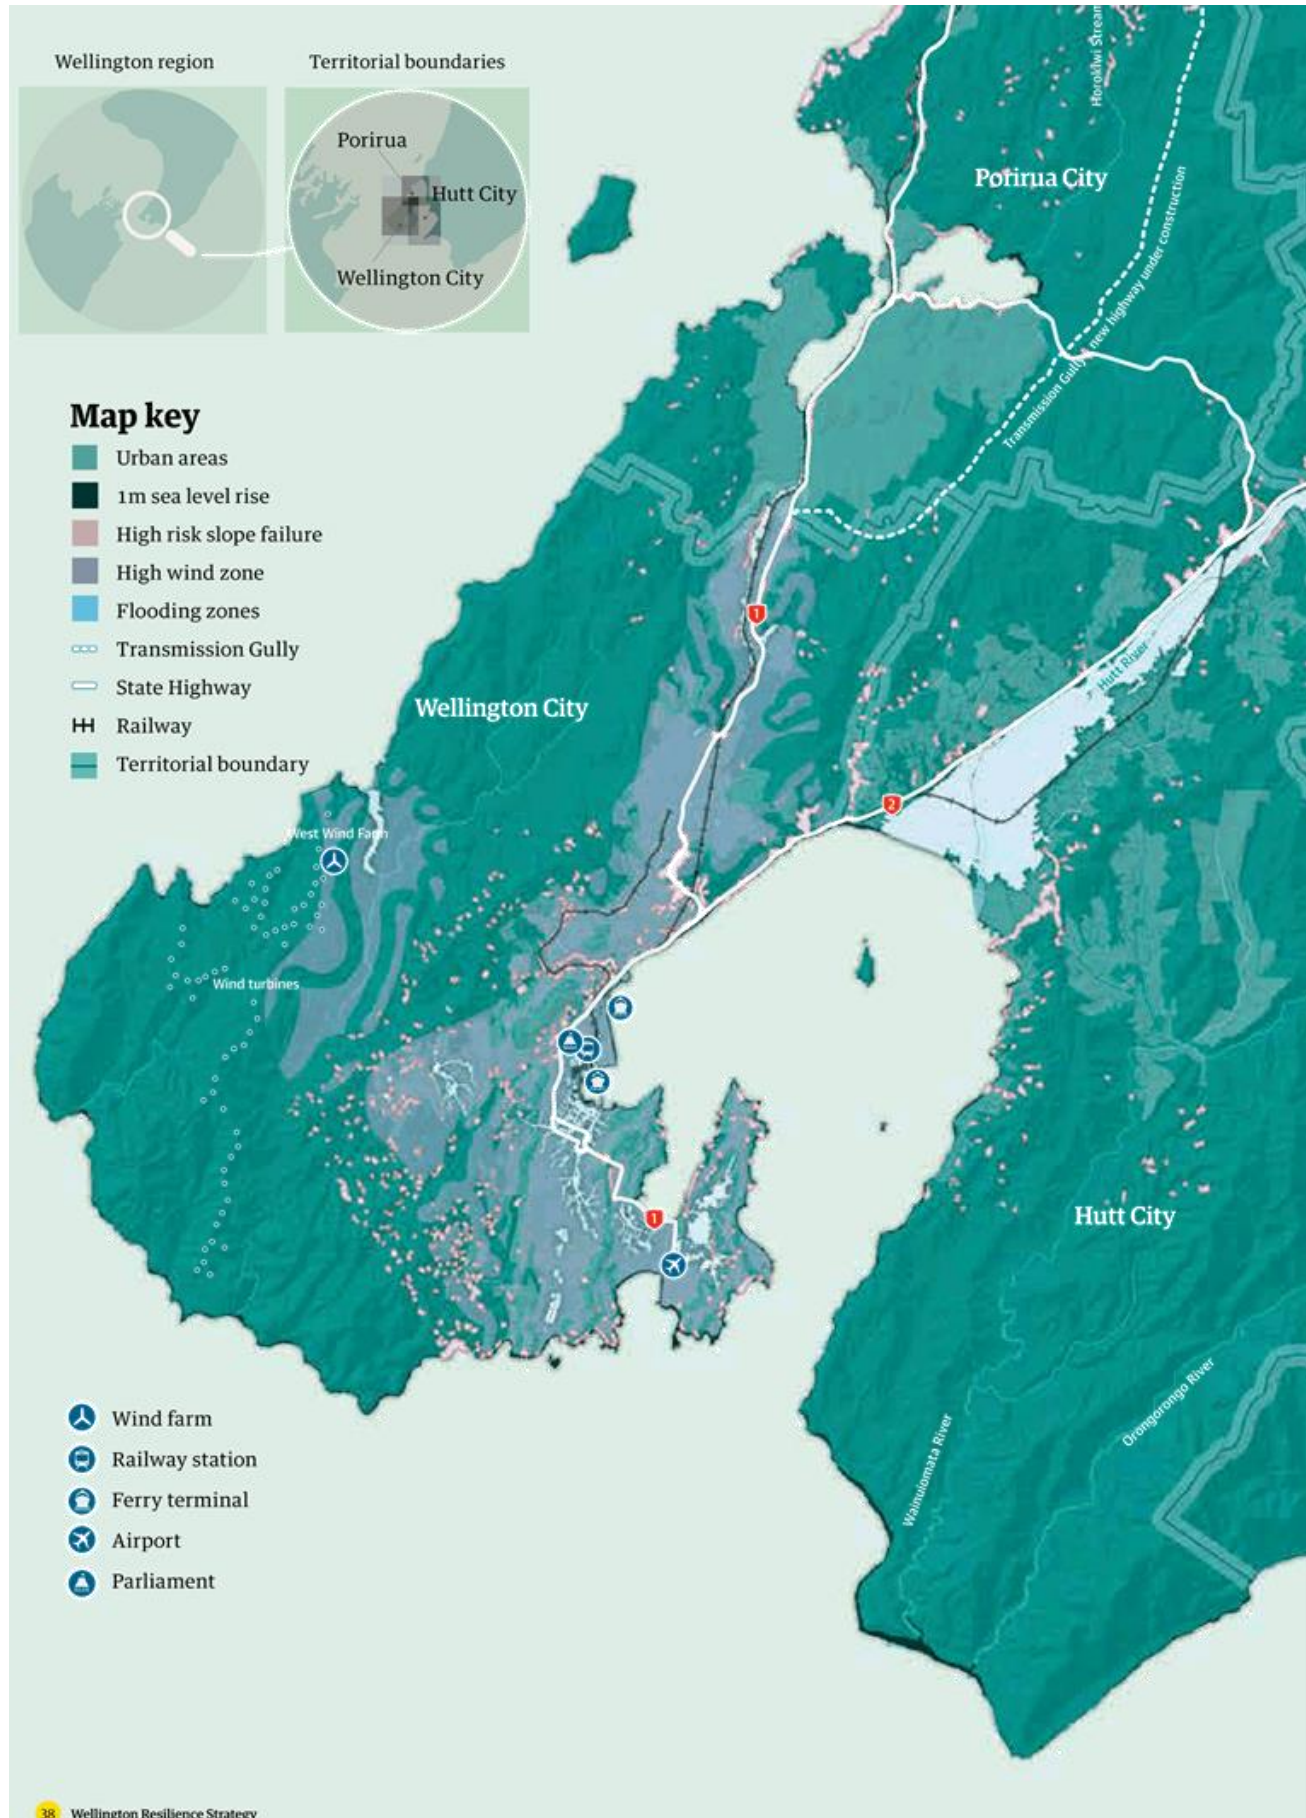 Wellington region
Territorial boundaries
Porirua
Hutt City
Wellington City
Horokiwi Stream
Porirua City
Transmission Gully - new highway under construction
Map key
Urban areas
1m sea level rise
High risk slope failure
High wind zone
Flooding zones
Transmission Gully
State Highway
Railway
Territorial boundary
1
Hutt River
Wellington City
2
West Wind Farm
Wind turbines
1
Hutt City
Orongorongo River
Wainuiomata River
Wind farm
Railway station
Ferry terminal
Airport
Parliament
38 Wellington Resilience Strategy